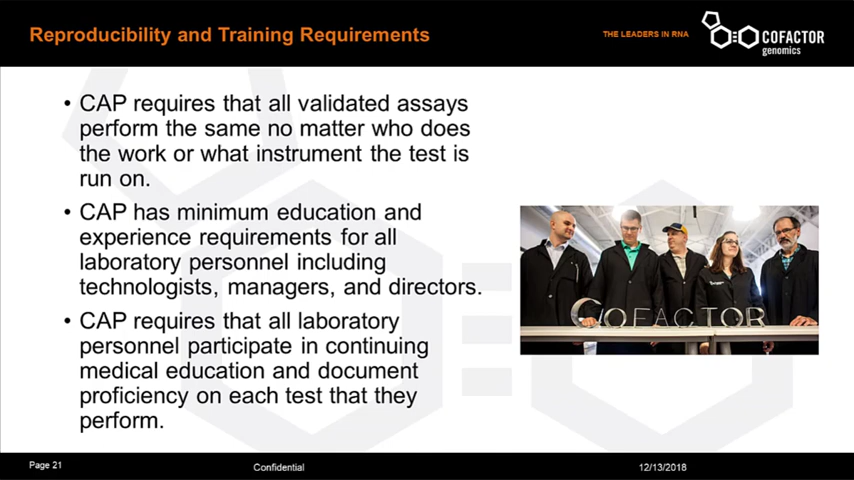 Reproducibility and Training Requirements
THE LEADERS IN RNA
COFACTOR
genomics
• CAP requires that all validated assays
perform the same no matter who does
the work or what instrument the test is
run on.
• CAP has minimum education and
experience requirements for all
laboratory personnel including
technologists, managers, and directors.
• CAP requires that all laboratory
personnel participate in continuing
medical education and document
proficiency on each test that they
perform.
COFACTOR
Page 21
Confidential
12/13/2018